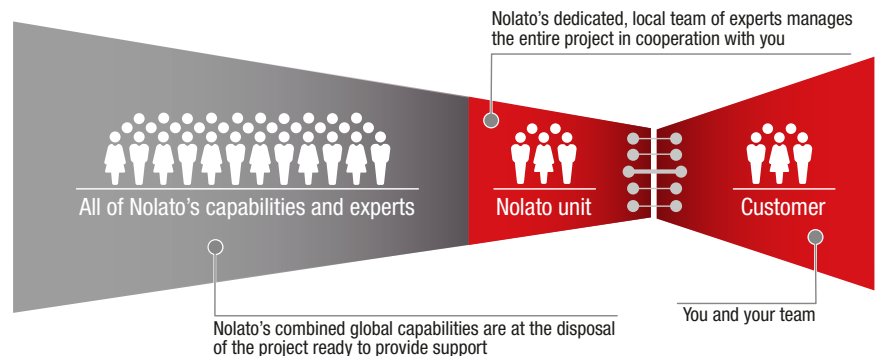 Nolato’s dedicated, local team of experts manages
the entire project in cooperation with you
All of Nolato’s capabilities and experts
Nolato unit
Customer
You and your team
Nolato’s combined global capabilities are at the disposal
of the project ready to provide support